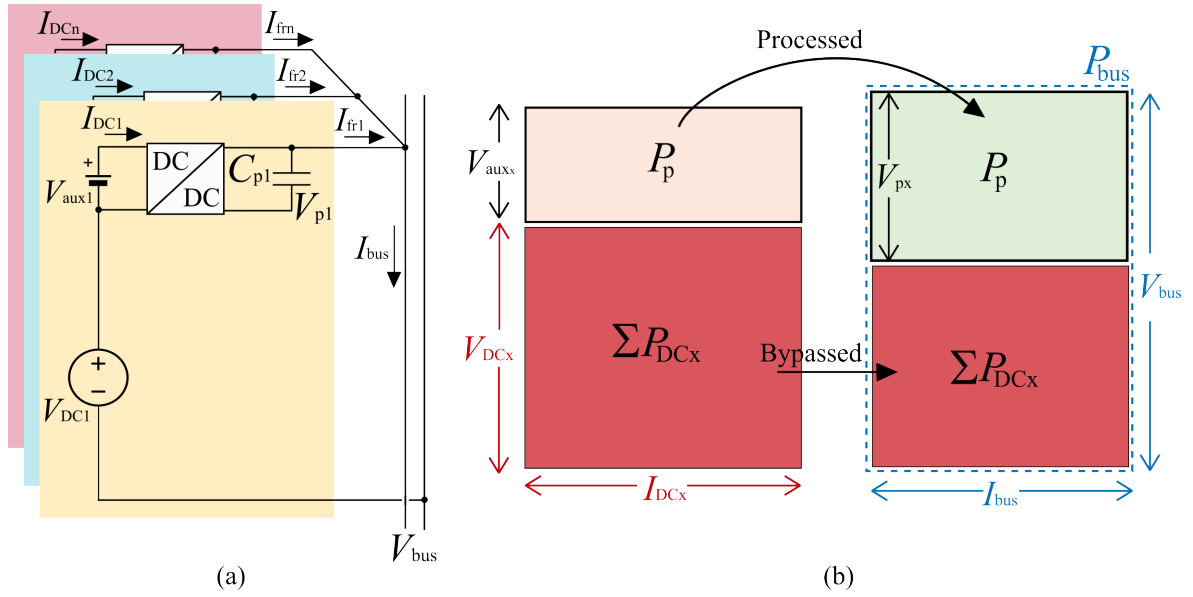 I_DCn
I_frn
I_DC2
I_fr2
I_DC1
I_fr1
+
V_aux1
DC
DC
C_p1
V_p1
I_bus
+
−
V_DC1
V_bus
(a)
Processed
P_bus
V_auxx
P_p
V_px
P_p
V_DCx
ΣP_DCx
Bypassed
ΣP_DCx
V_bus
I_DCx
I_bus
(b)